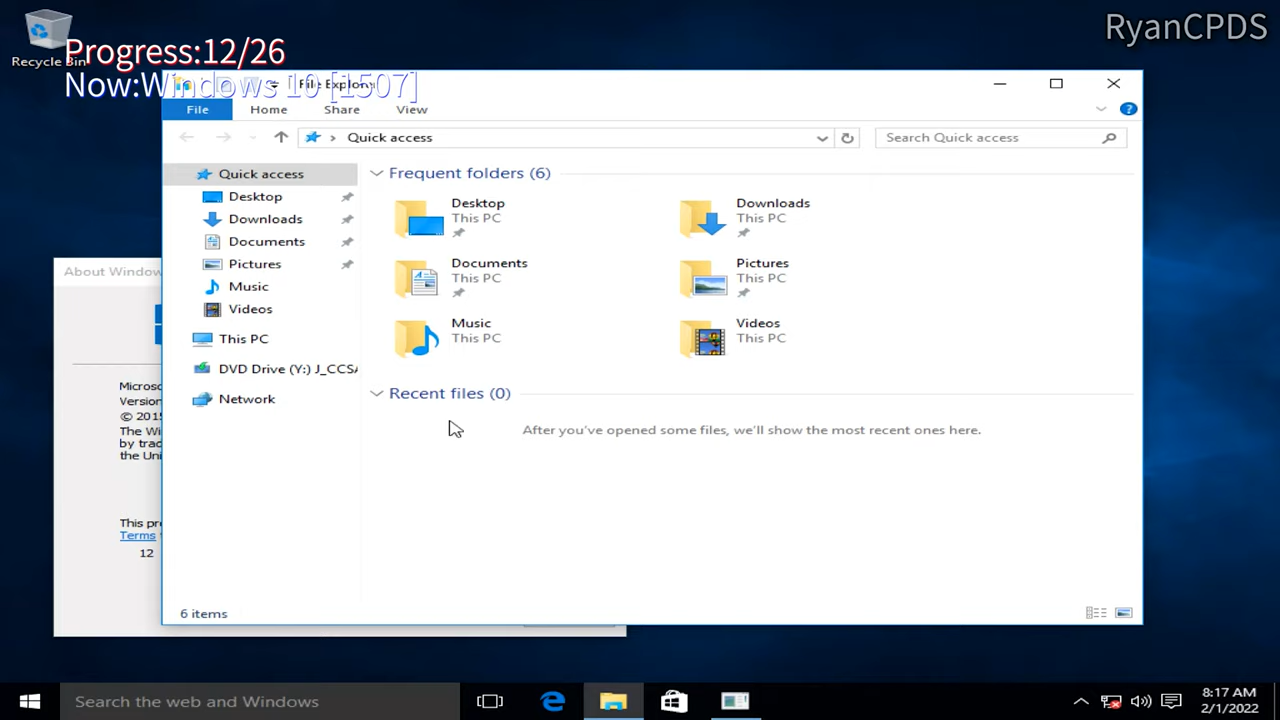 RyanCPDS
Progress:12/26
Recycle Bin
Now:Windows 10 [1507]
File Explorer
File Home Share View
Quick access
Search Quick access
Quick access
Desktop
Downloads
Documents
Pictures
Music
Videos
This PC
DVD Drive (Y:) J_CCSA
Network
Frequent folders (6)
Desktop
This PC
Downloads
This PC
Documents
This PC
Pictures
This PC
Music
This PC
Videos
This PC
Recent files (0)
After you've opened some files, we'll show the most recent ones here.
6 items
About Window
Micros
Version
© 201
The Wi
by trad
the Uni
This pr
Terms
12
Search the web and Windows
8:17 AM
2/1/2022